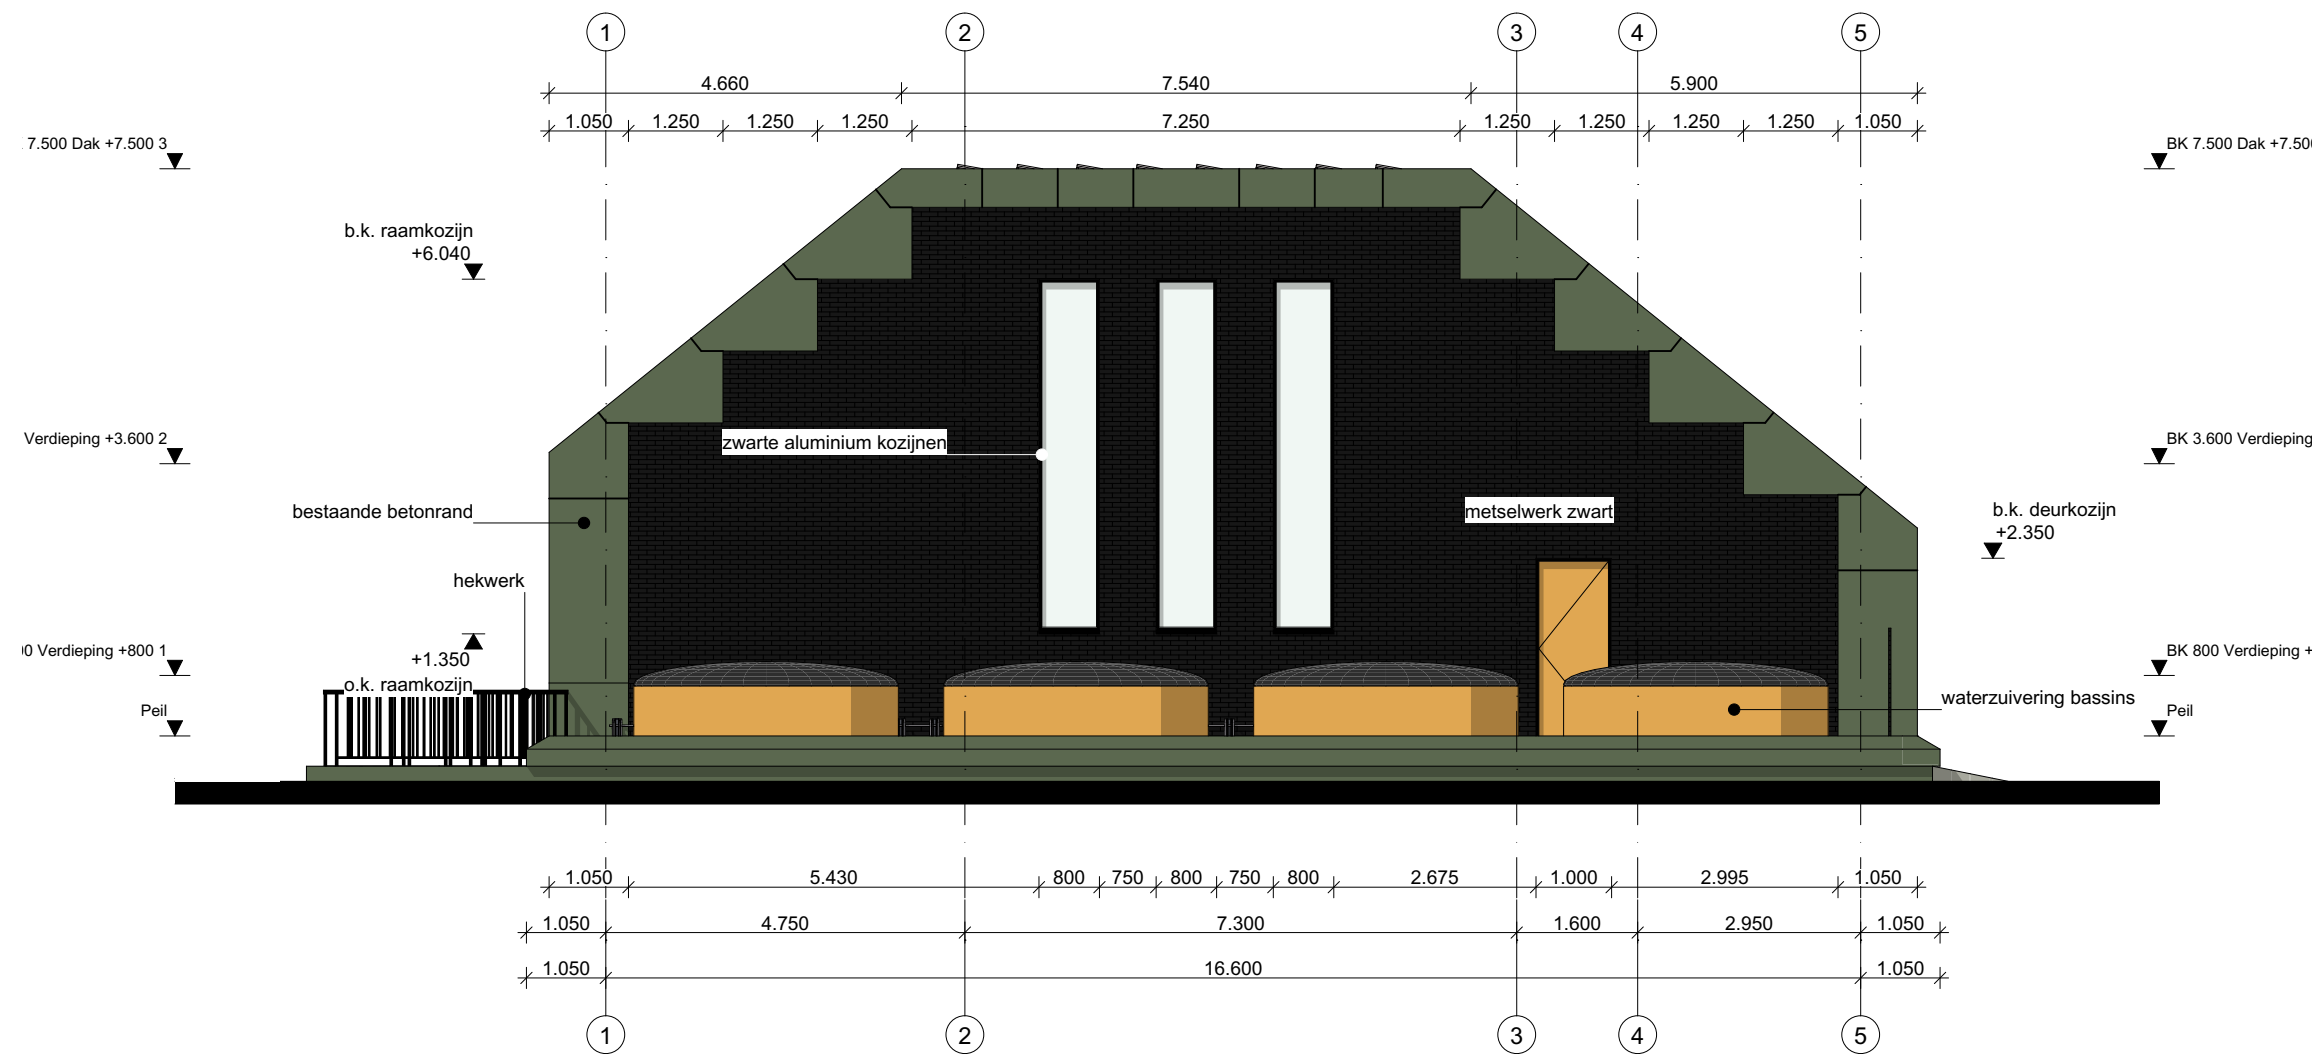 1 2 3 4 5
4.660 7.540 5.900
1.050 1.250 1.250 1.250 7.250 1.250 1.250 1.250 1.250 1.050
7.500 Dak +7.500 3
BK 7.500 Dak
b.k. raamkozijn
+6.040
Verdieping +3.600 2
zwarte aluminium kozijnen
BK 3.600 Verdieping
bestaande betonrand
metselwerk zwart
b.k. deurkozijn
+2.350
hekwerk
Verdieping +800 1
+1.350
o.k. raamkozijn
BK 800 Verdieping
waterzuivering bassins
Peil
Peil
1.050 5.430 800 750 800 750 800 2.675 1.000 2.995 1.050
1.050 4.750 7.300 1.600 2.950 1.050
1.050 16.600 1.050
1 2 3 4 5